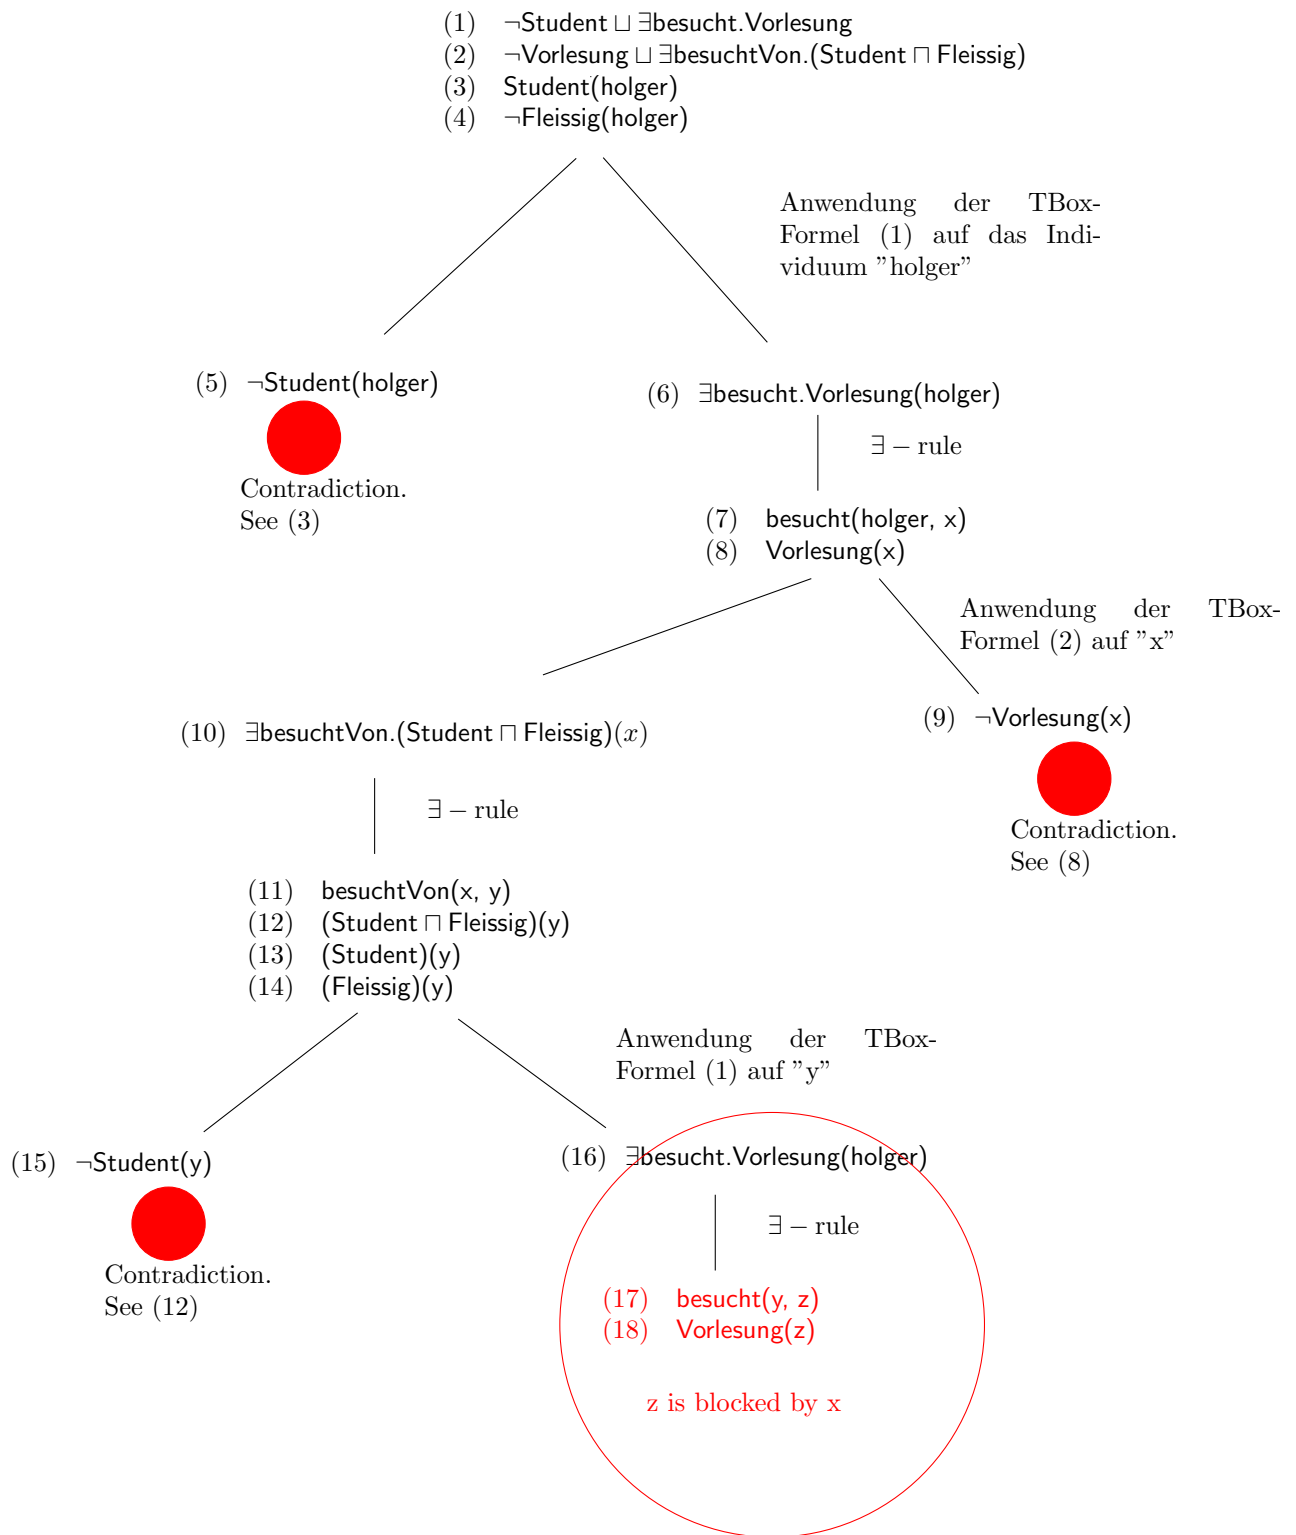 (1) ¬Student ⊔ ∃besucht.Vorlesung
(2) ¬Vorlesung ⊔ ∃besuchtVon.(Student ⊓ Fleissig)
(3) Student(holger)
(4) ¬Fleissig(holger)
Anwendung der TBox-
Formel (1) auf das Indi-
viduum ”holger”
(5) ¬Student(holger)
Contradiction.
See (3)
(6) ∃besucht.Vorlesung(holger)
∃ − rule
(7) besucht(holger, x)
(8) Vorlesung(x)
Anwendung der TBox-
Formel (2) auf ”x”
(9) ¬Vorlesung(x)
Contradiction.
See (8)
(10) ∃besuchtVon.(Student ⊓ Fleissig)(x)
∃ − rule
(11) besuchtVon(x, y)
(12) (Student ⊓ Fleissig)(y)
(13) (Student)(y)
(14) (Fleissig)(y)
Anwendung der TBox-
Formel (1) auf ”y”
(15) ¬Student(y)
Contradiction.
See (12)
(16) ∃besucht.Vorlesung(holger)
∃ − rule
(17) besucht(y, z)
(18) Vorlesung(z)
z is blocked by x